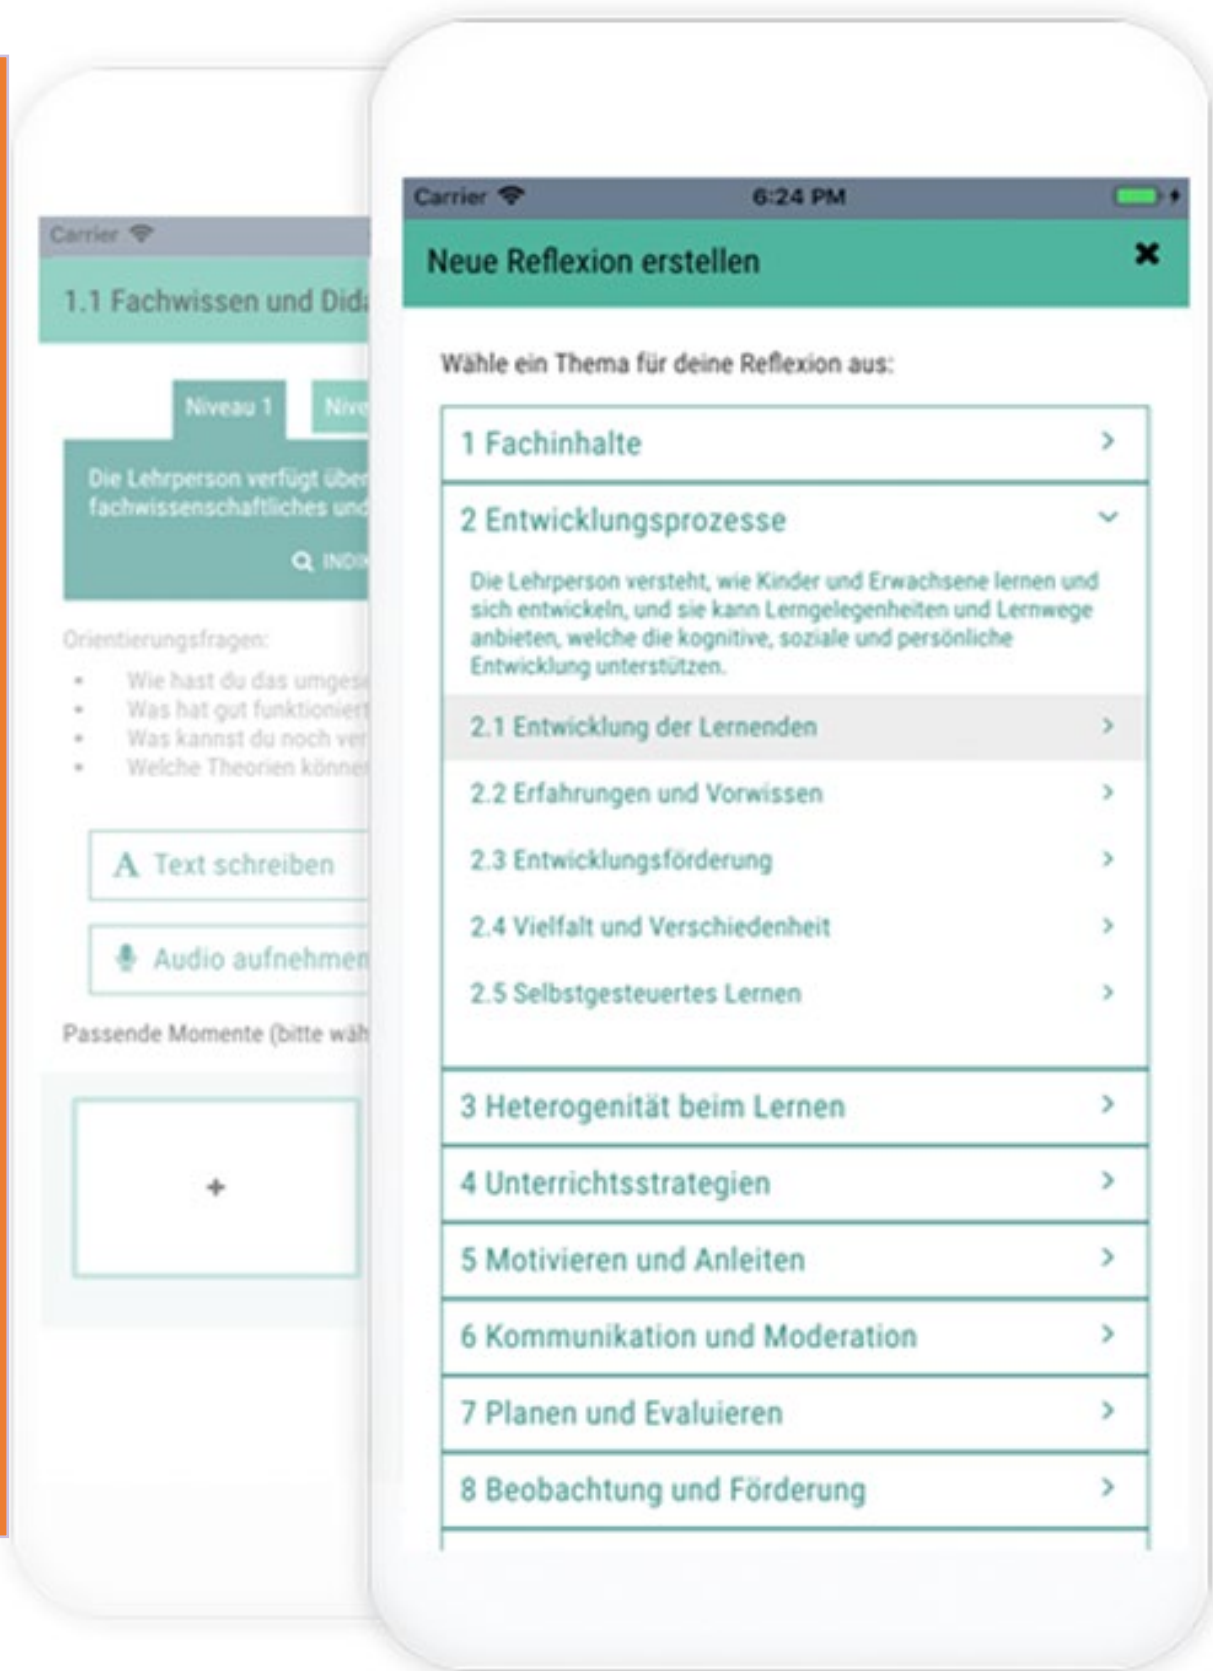 Carrier
1.1 Fachwissen und
Niveau 1
Die Lehrperson verfügt über
fachwissenschaftliches und
Orientierungsfragen:
• Wie hast du das
• Was hat gut funktioniert
• Was kannst du noch
• Welche Theorien
A Text schreiben
Audio aufnehmen
Passende Momente (bitte
+
Carrier 6:24 PM
Neue Reflexion erstellen
Wähle ein Thema für deine Reflexion aus:
1 Fachinhalte
2 Entwicklungsprozesse
Die Lehrperson versteht, wie Kinder und Erwachsene lernen und
sich entwickeln, und sie kann Lerngelegenheiten und Lernwege
anbieten, welche die kognitive, soziale und persönliche
Entwicklung unterstützen.
2.1 Entwicklung der Lernenden
2.2 Erfahrungen und Vorwissen
2.3 Entwicklungsförderung
2.4 Vielfalt und Verschiedenheit
2.5 Selbstgesteuertes Lernen
3 Heterogenität beim Lernen
4 Unterrichtsstrategien
5 Motivieren und Anleiten
6 Kommunikation und Moderation
7 Planen und Evaluieren
8 Beobachtung und Förderung